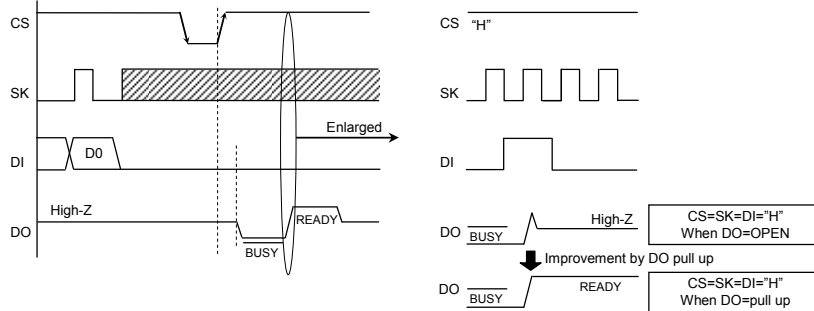 CS
SK
DI
D0
Enlarged
High-Z
DO
READY
BUSY
CS "H"
SK
DI
DO
BUSY
High-Z
CS=SK=DI="H"
When DO=OPEN
Improvement by DO pull up
DO
BUSY
READY
CS=SK=DI="H"
When DO=pull up